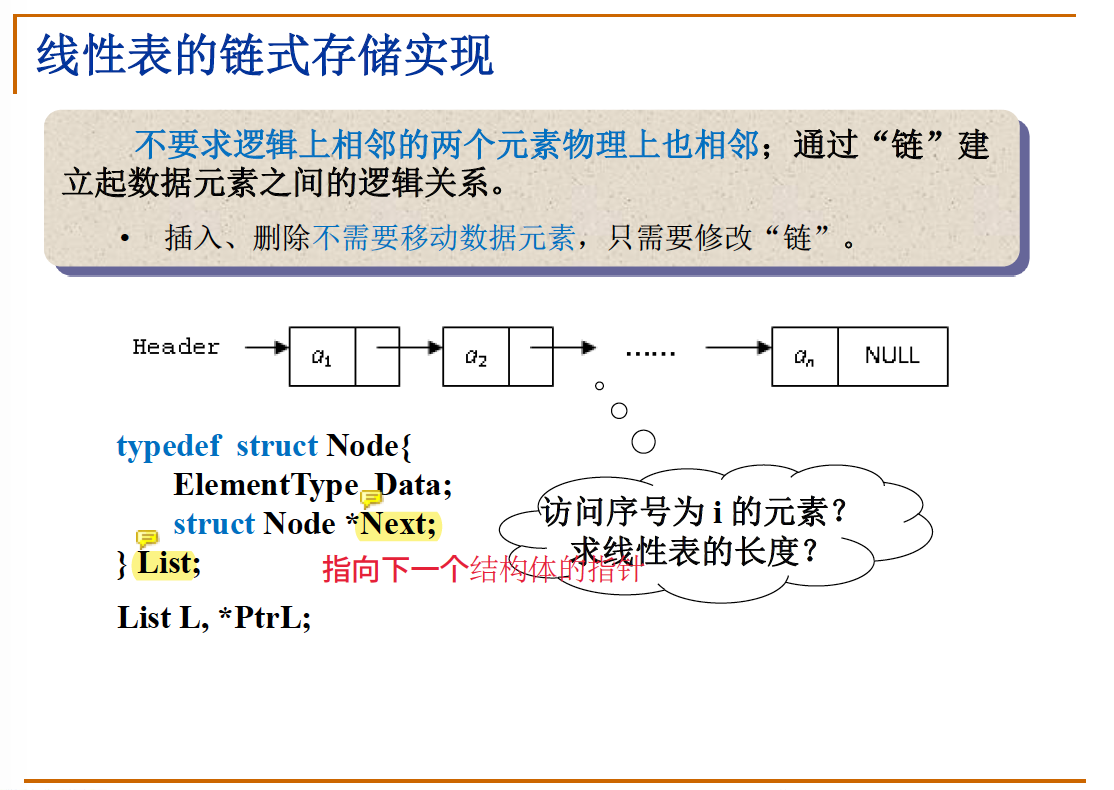 线性表的链式存储实现
不要求逻辑上相邻的两个元素物理上也相邻；通过“链”建
立起数据元素之间的逻辑关系。
• 插入、删除不需要移动数据元素，只需要修改“链”。
Header a1 a2 …… an NULL
typedef struct Node{
ElementType Data;
struct Node *Next;
} List;
指向下一个结构体的指针
List L, *PtrL;
访问序号为 i 的元素？
求线性表的长度？